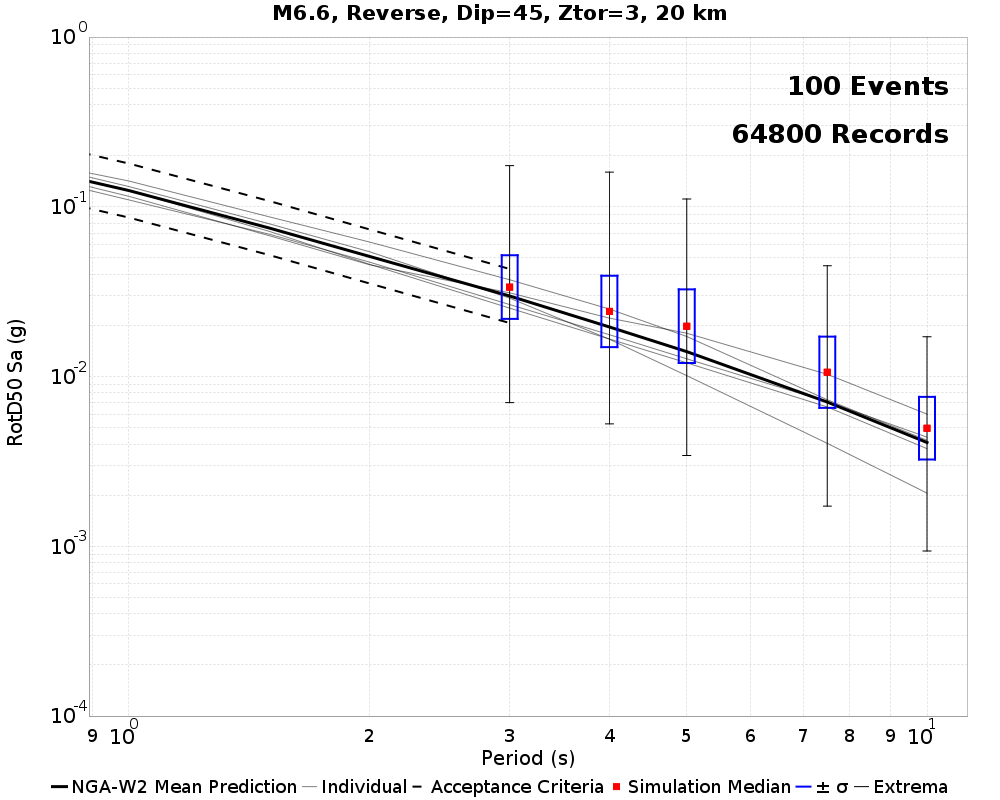 M6.6, Reverse, Dip=45, Ztor=3, 20 km
100 Events
64800 Records
RotD50 Sa (g)
10^0
10^-1
10^-2
10^-3
10^-4
9 10^0 2 3 4 5 6 7 8 9 10^1
Period (s)
NGA-W2 Mean Prediction Individual Acceptance Criteria Simulation Median ± σ Extrema